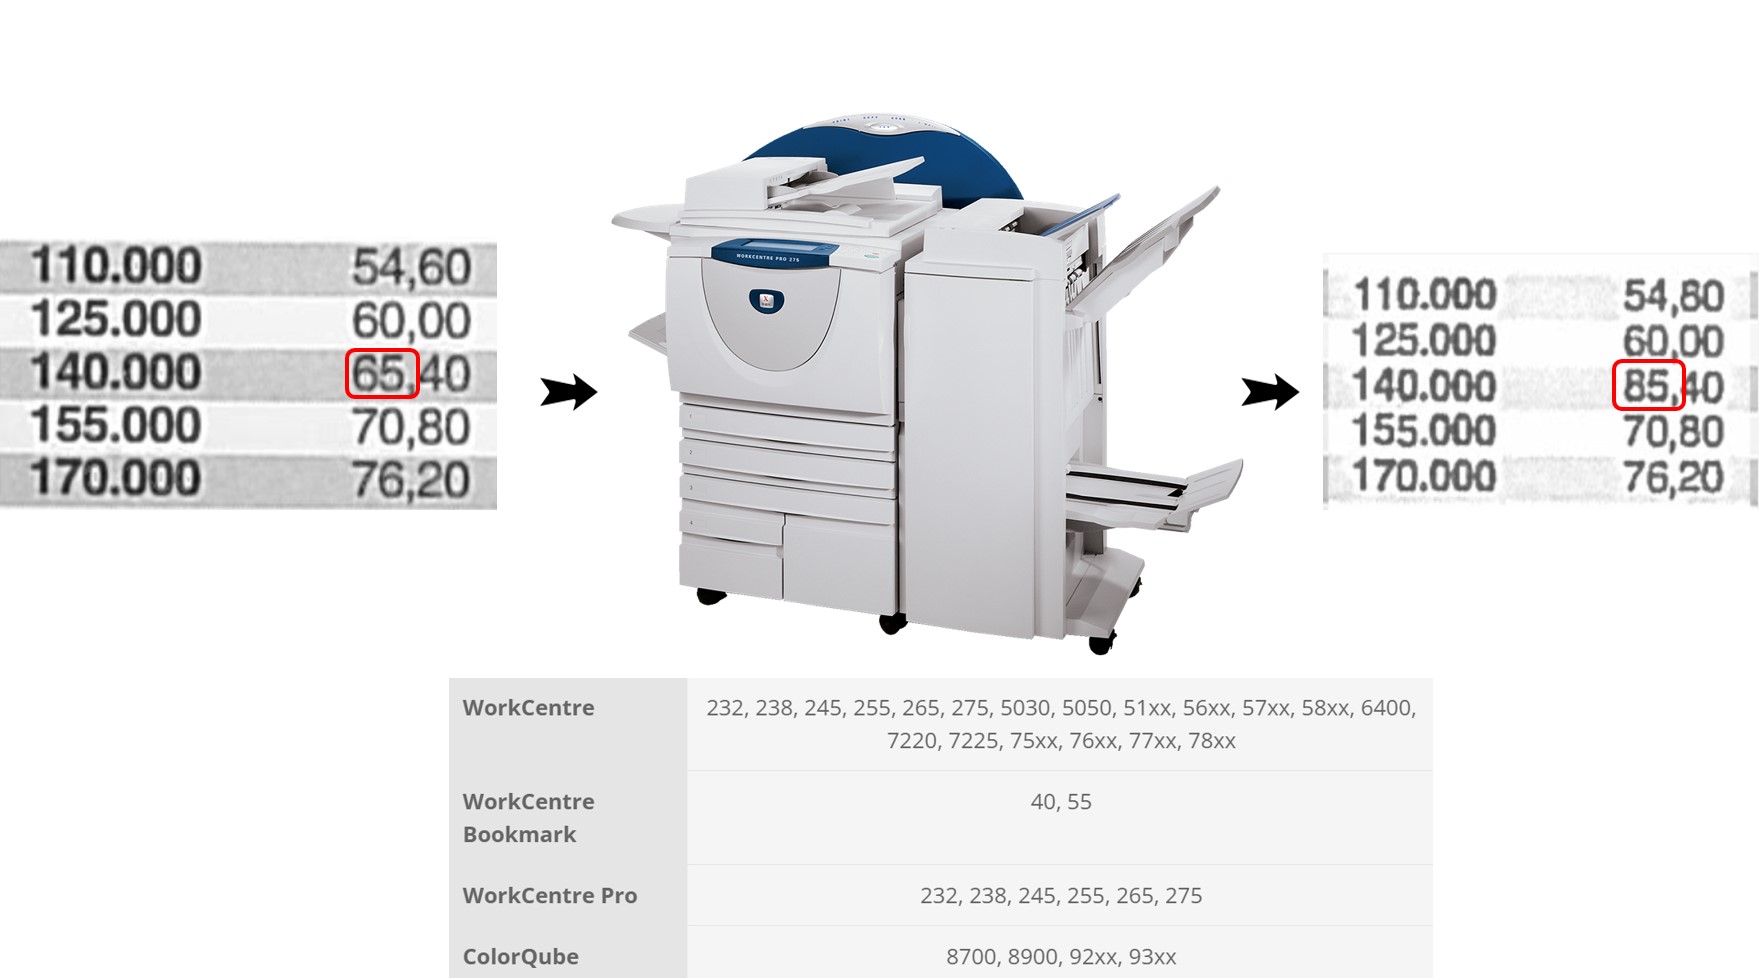 110.000 54,60
125.000 60,00
140.000 65,40
155.000 70,80
170.000 76,20
WORKCENTRE PRO 275
110.000 54,80
125.000 60,00
140.000 85,40
155.000 70,80
170.000 76,20
WorkCentre 232, 238, 245, 255, 265, 275, 5030, 5050, 51xx, 56xx, 57xx, 58xx, 6400,
7220, 7225, 75xx, 76xx, 77xx, 78xx
WorkCentre
Bookmark 40, 55
WorkCentre Pro 232, 238, 245, 255, 265, 275
ColorQube 8700, 8900, 92xx, 93xx